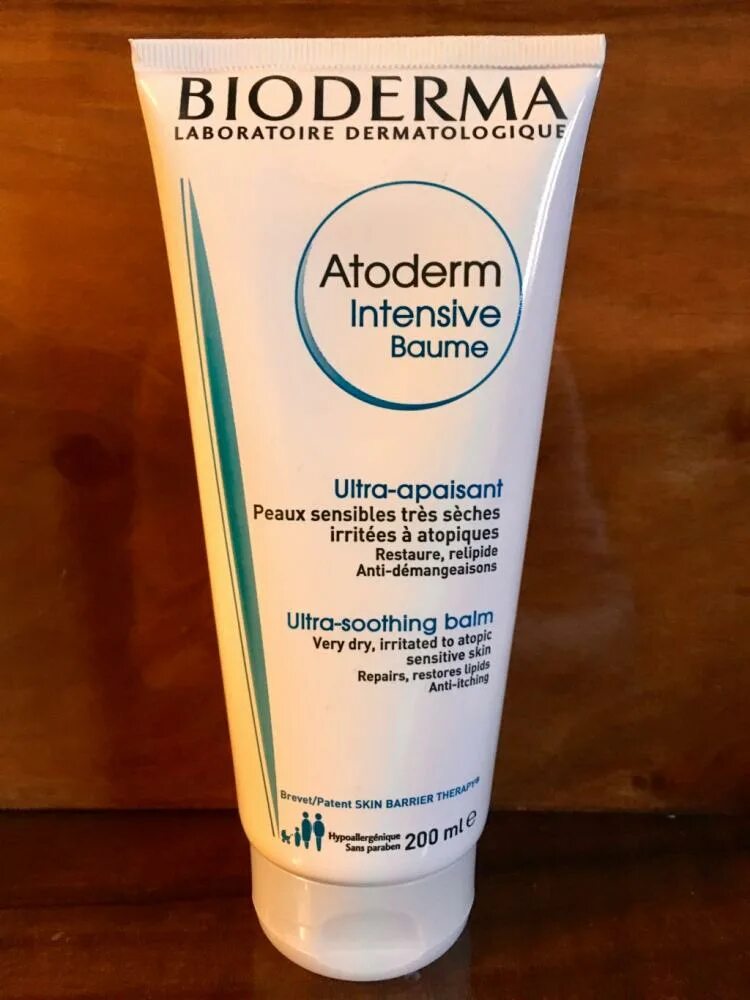 BIODERMA
LABORATOIRE DERMATOLOGIQUE
Atoderm
Intensive
Baume
Ultra-apaisant
Peaux sensibles très sèches
irritées à atopiques
Restaure, relipide
Anti-démangeaisons
Ultra-soothing balm
Very dry, irritated to atopic
sensitive skin
Repairs, restores lipids
Anti-itching
Brevet/Patent SKIN BARRIER THERAPY®
Hypoallergénique
Sans paraben
200 ml e